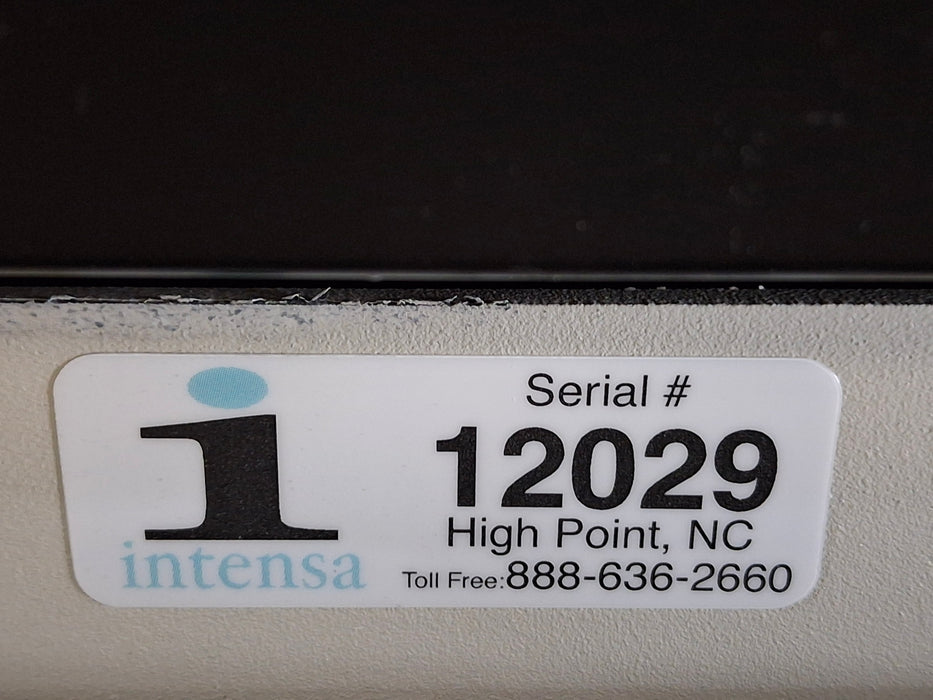 i
intensa
Serial #
12029
High Point, NC
Toll Free:888-636-2660